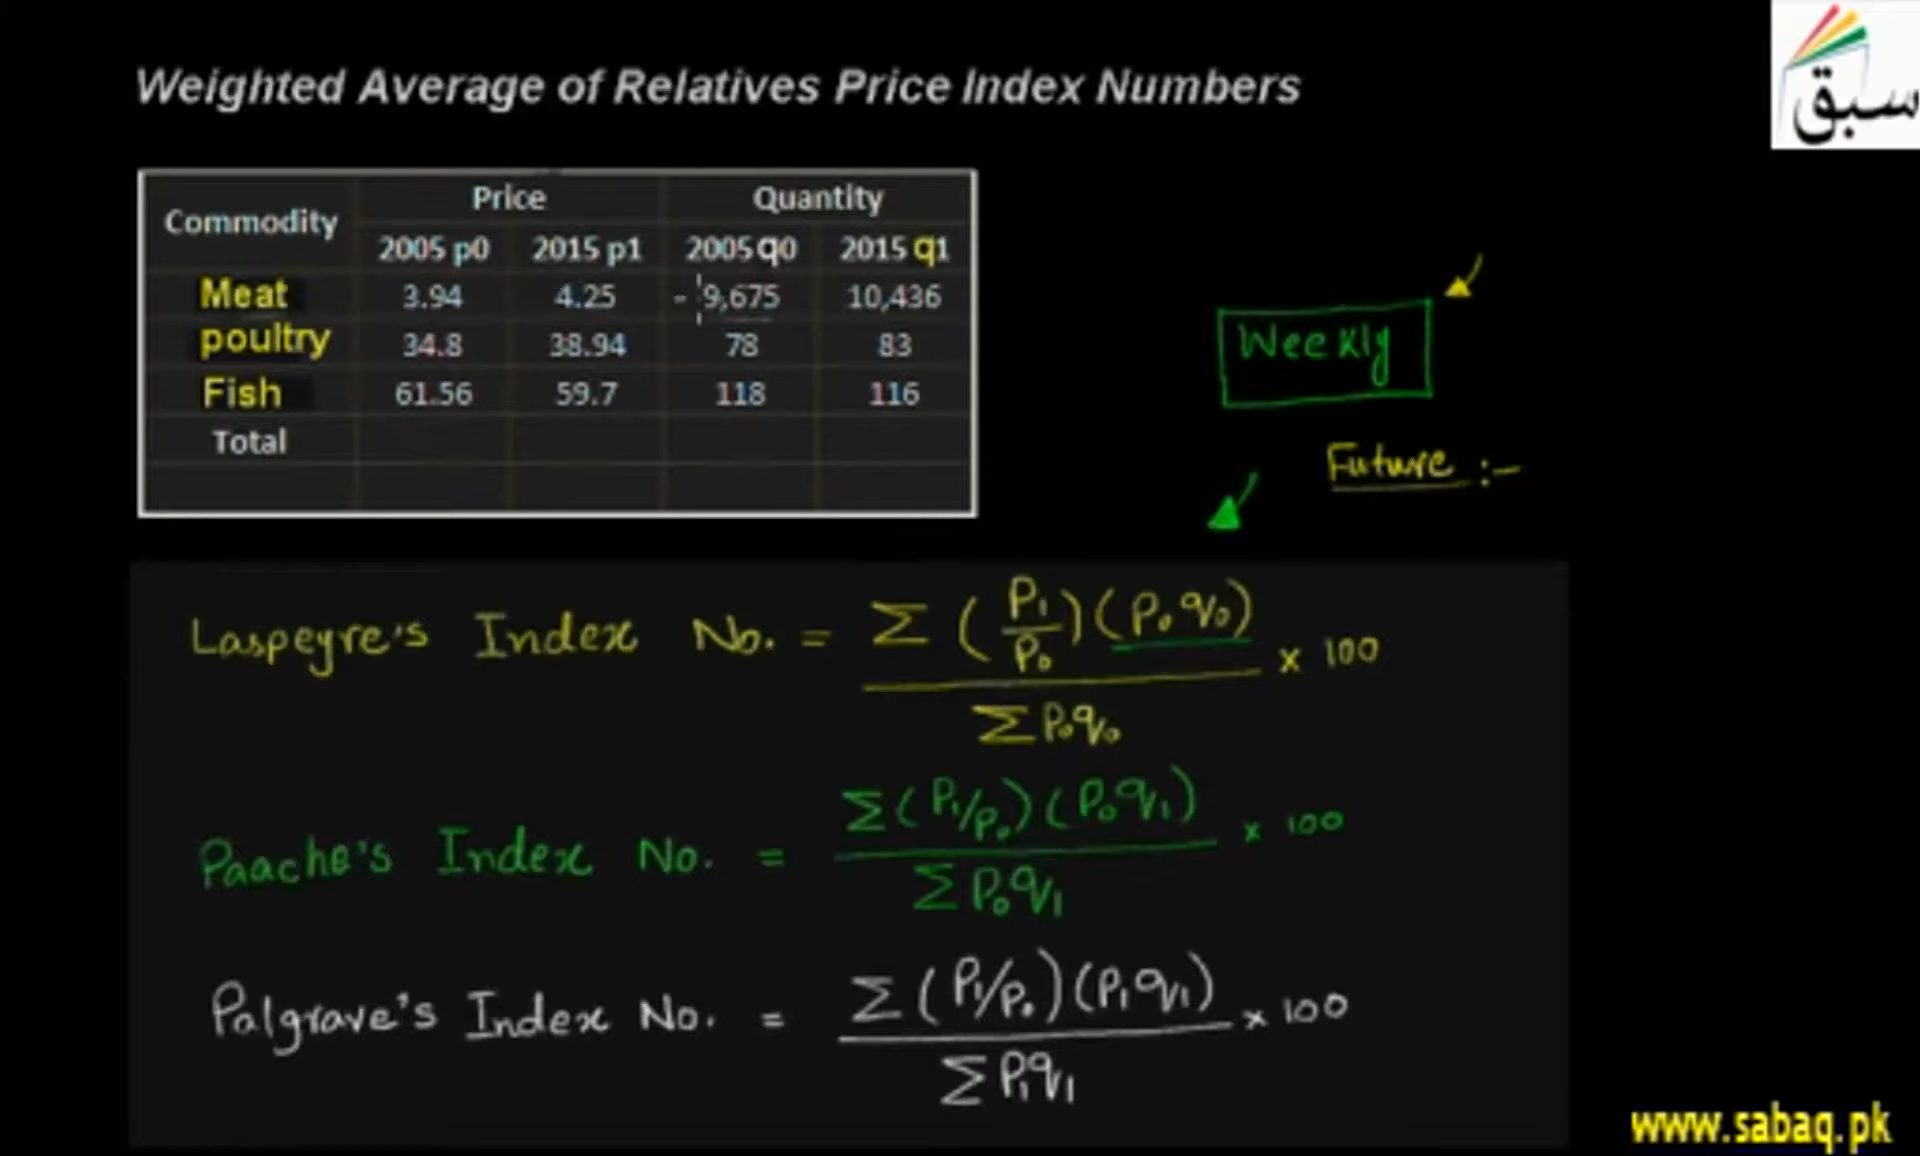 Weighted Average of Relatives Price Index Numbers
سبق
Commodity Price Quantity
2005 p0 2015 p1 2005 q0 2015 q1
Meat 3.94 4.25 9,675 10,436
poultry 34.8 38.94 78 83
Fish 61.56 59.7 118 116
Total
Weekly
Future :-
Laspeyre's Index No. = Σ (P₁/P₀)(P₀q₀) / ΣP₀q₀ × 100
Paache's Index No. = Σ(P₁/P₀)(P₀q₁) / ΣP₀q₁ × 100
Palgrave's Index No. = Σ(P₁/P₀)(P₁q₁) / ΣP₁q₁ × 100
www.sabaq.pk